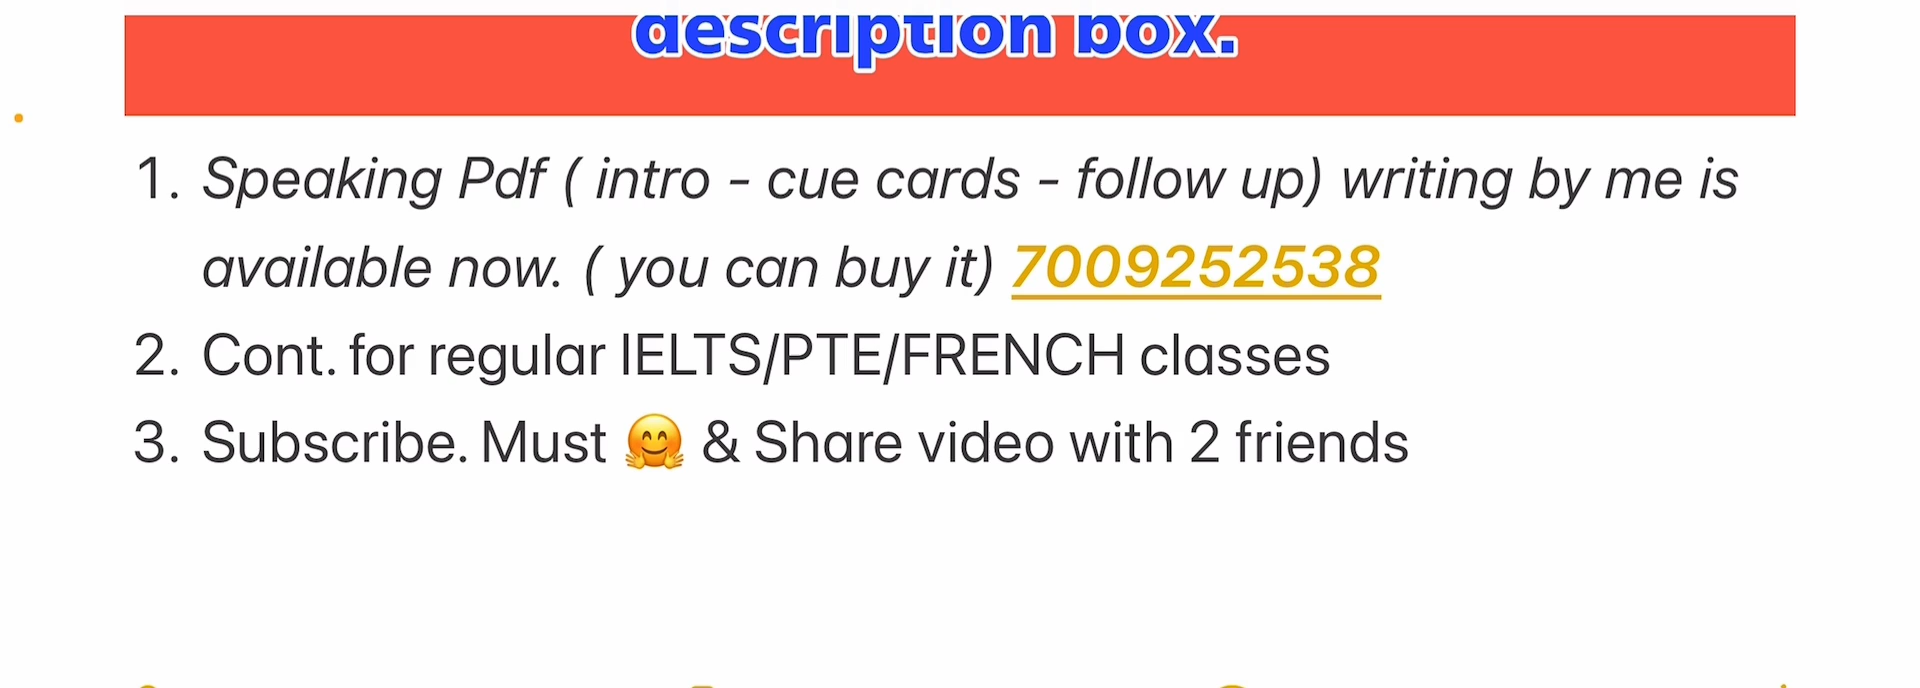 description box.
1. Speaking Pdf ( intro - cue cards - follow up) writing by me is
available now. ( you can buy it) 7009252538
2. Cont. for regular IELTS/PTE/FRENCH classes
3. Subscribe. Must 🤗 & Share video with 2 friends